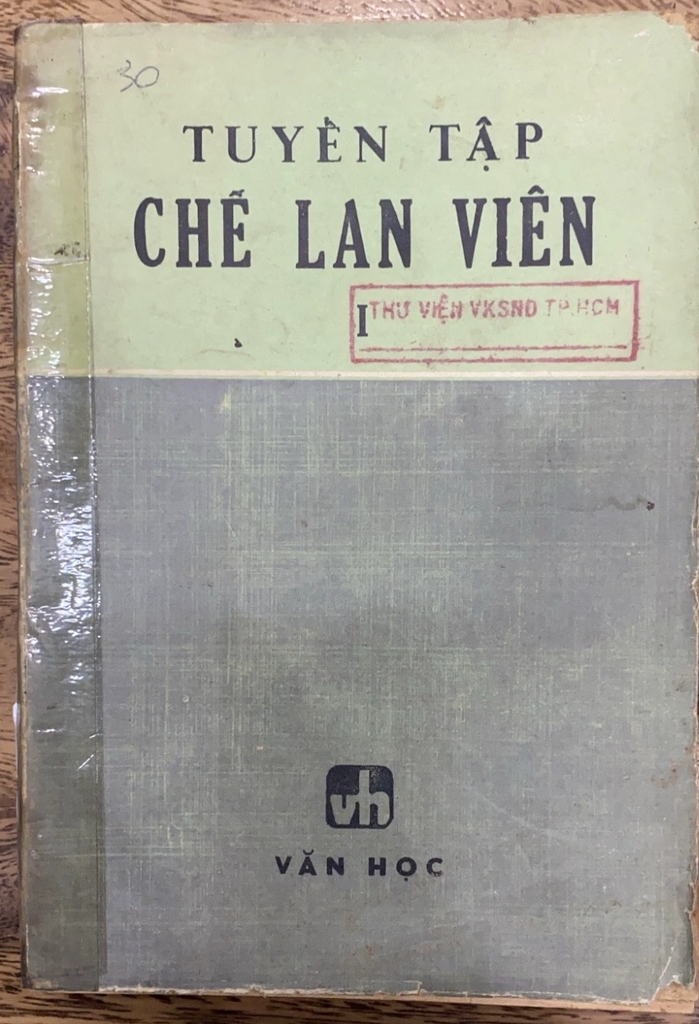 30
TUYỂN TẬP
CHẾ LAN VIÊN
I
THƯ VIỆN VKSND TP.HCM
vh
VĂN HỌC